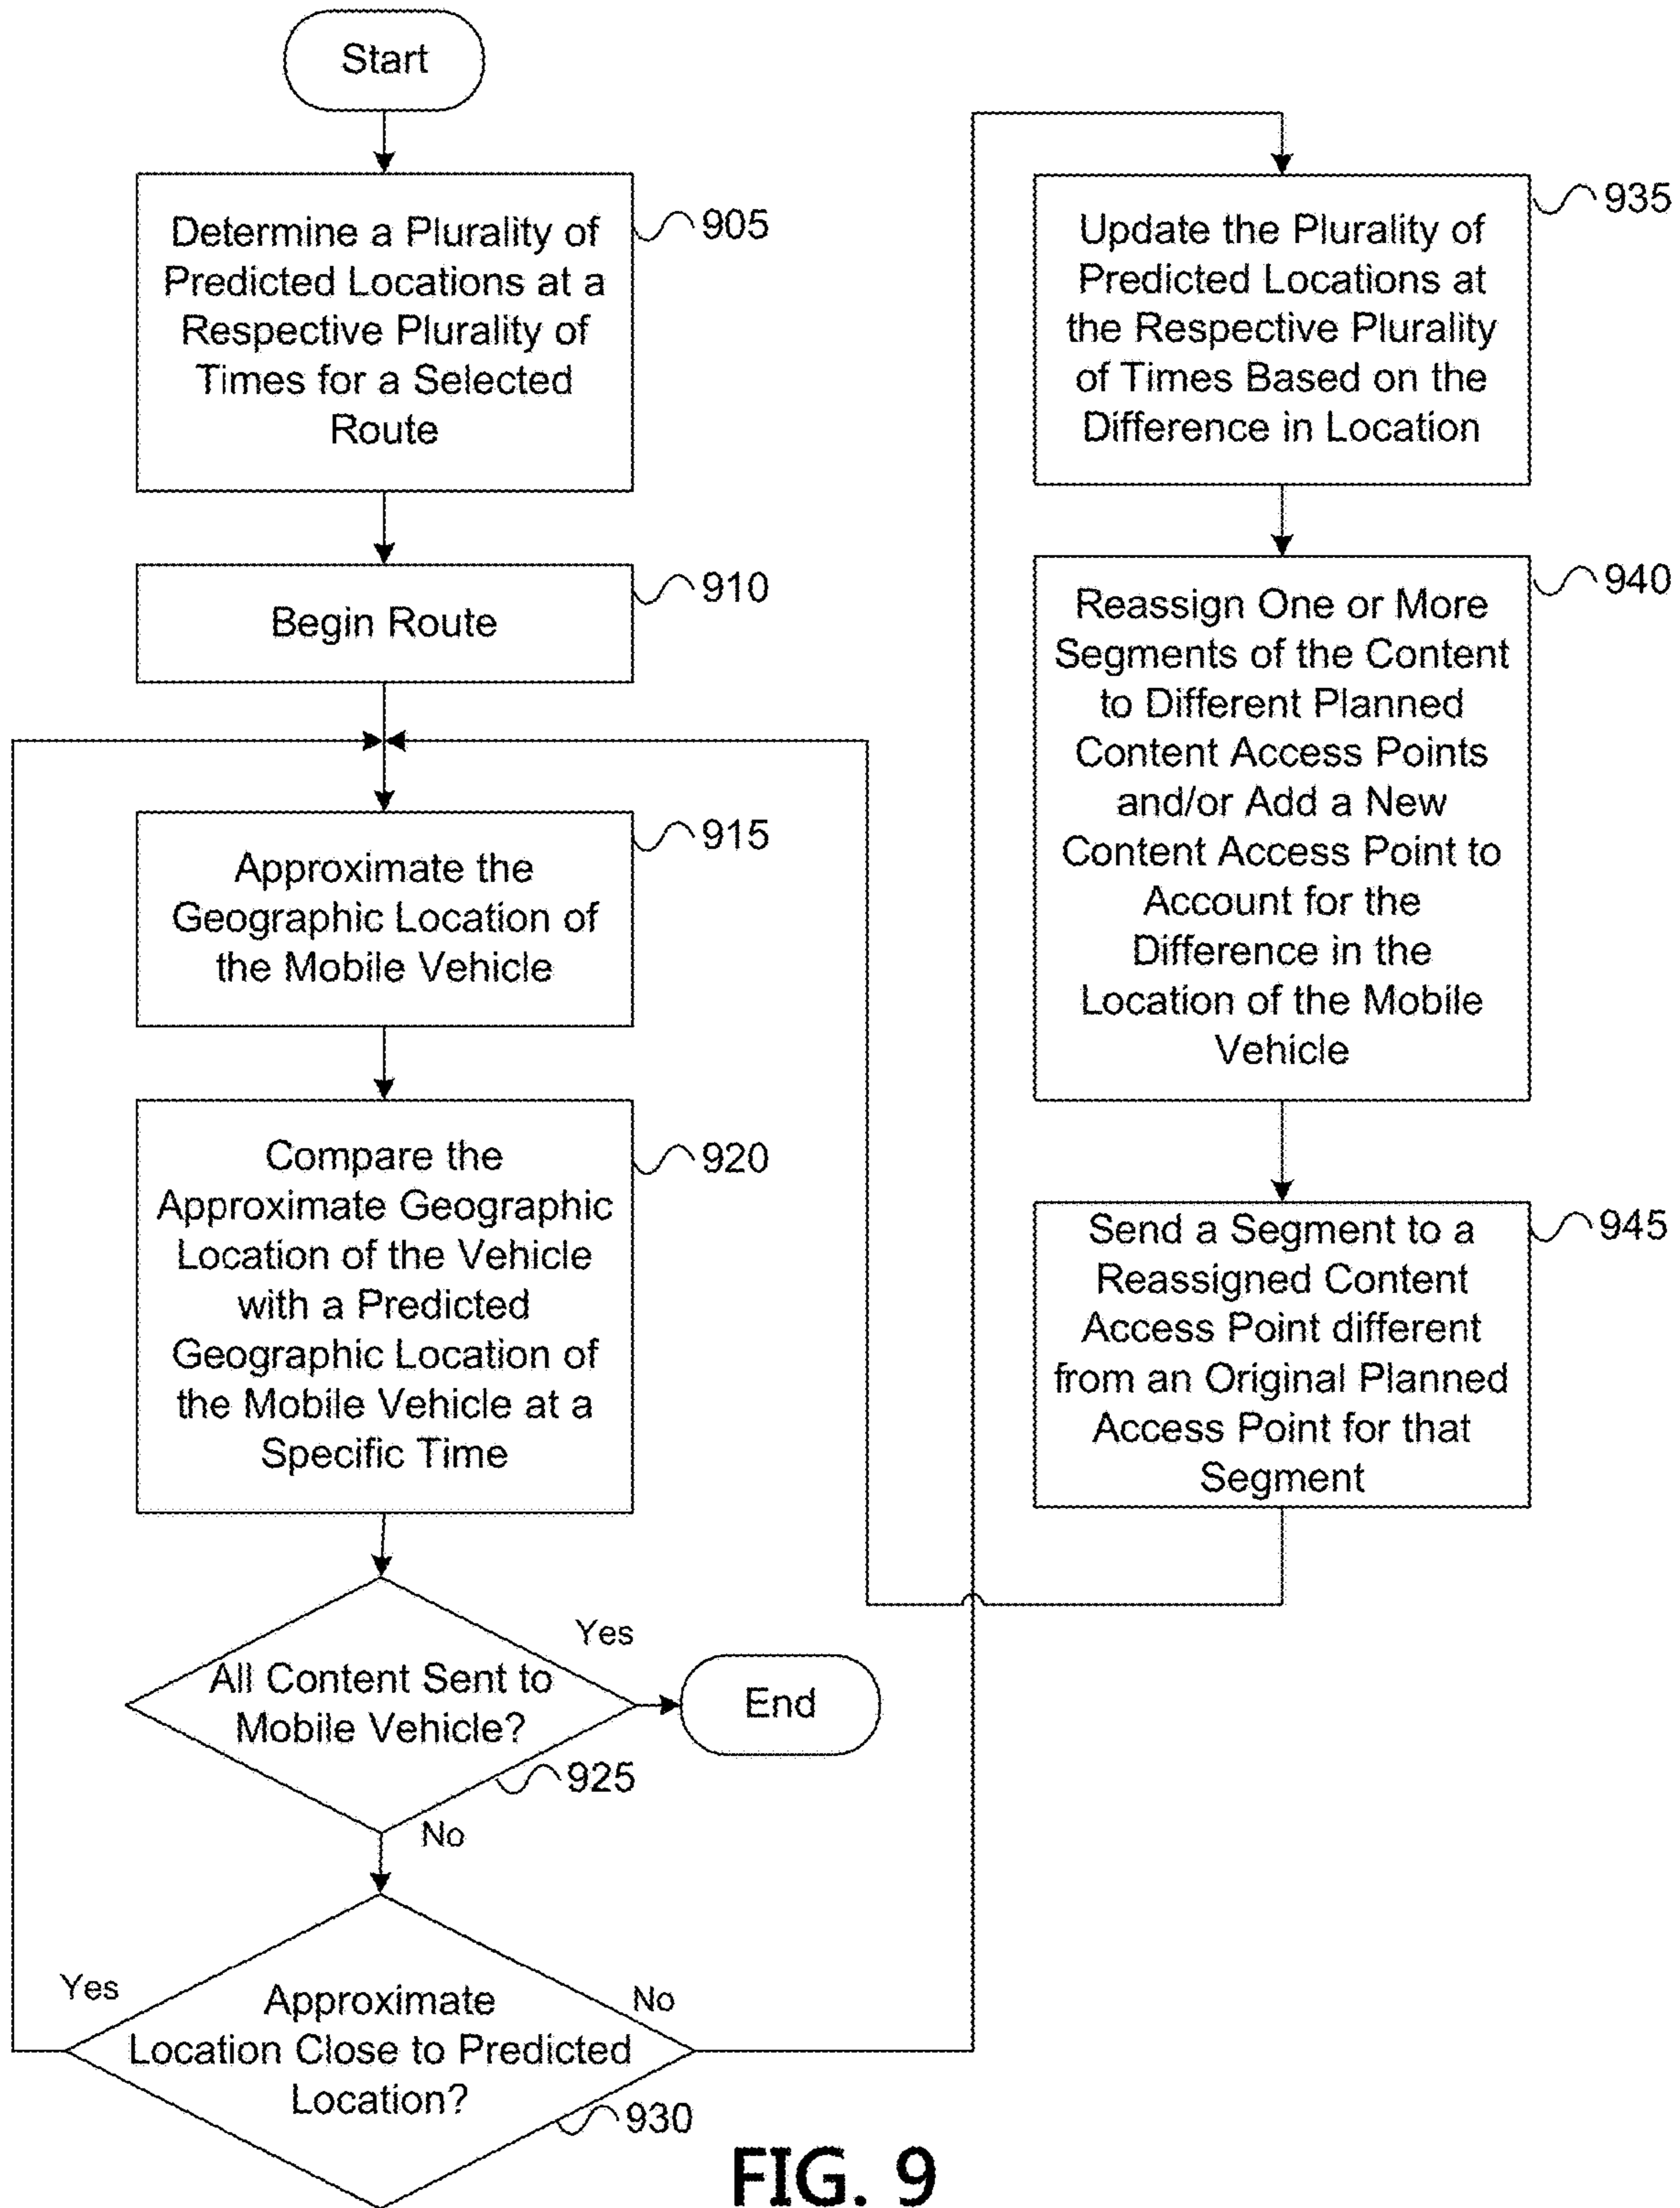 Start
Determine a Plurality of
Predicted Locations at a
Respective Plurality of
Times for a Selected
Route
905
Begin Route
910
Approximate the
Geographic Location of
the Mobile Vehicle
915
Compare the
Approximate Geographic
Location of the Vehicle
with a Predicted
Geographic Location of
the Mobile Vehicle at a
Specific Time
920
All Content Sent to
Mobile Vehicle?
925
Yes
End
No
Approximate
Location Close to Predicted
Location?
930
Yes
No
Update the Plurality of
Predicted Locations at
the Respective Plurality
of Times Based on the
Difference in Location
935
Reassign One or More
Segments of the Content
to Different Planned
Content Access Points
and/or Add a New
Content Access Point to
Account for the
Difference in the
Location of the Mobile
Vehicle
940
Send a Segment to a
Reassigned Content
Access Point different
from an Original Planned
Access Point for that
Segment
945
FIG. 9